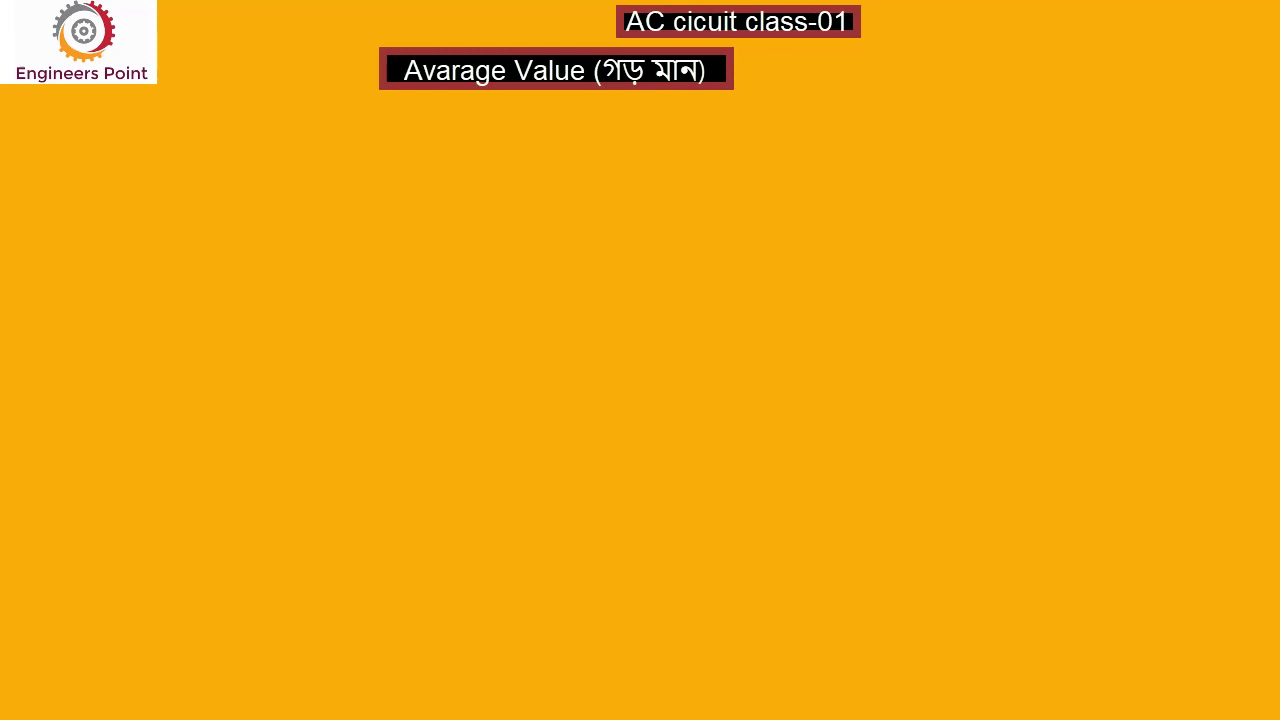 AC cicuit class-01
Engineers Point
Avarage Value (গড় মান)